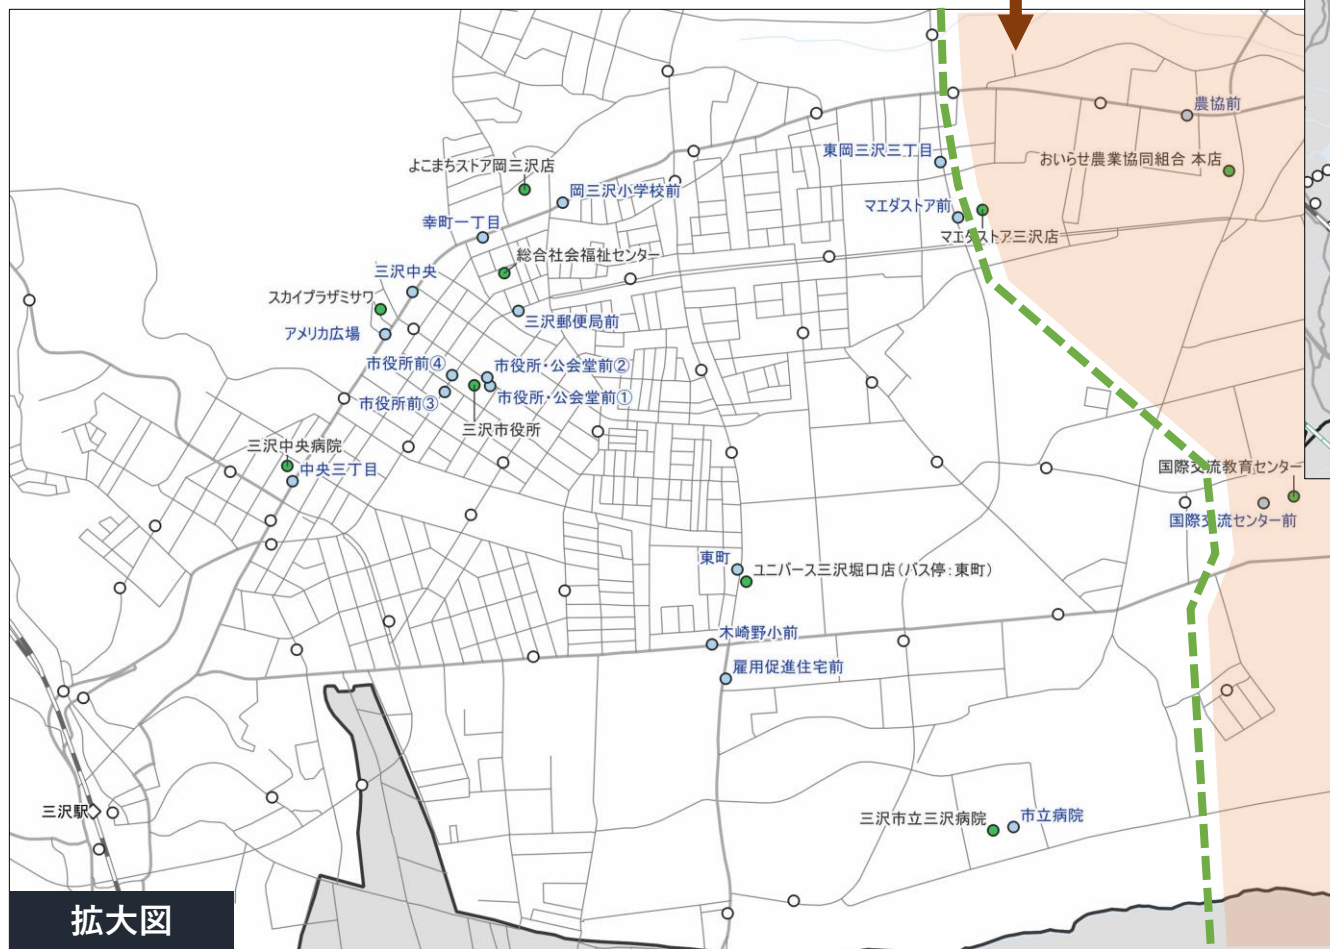 農協前
東岡三沢三丁目
おいらせ農業協同組合 本店
よこまちストア岡三沢店
岡三沢小学校前
マエダストア前
幸町一丁目
マエダストア三沢店
総合社会福祉センター
三沢中央
スカイプラザミサワ
三沢郵便局前
アメリカ広場
市役所前④
市役所・公会堂前②
市役所前③
市役所・公会堂前①
三沢市役所
三沢中央病院
中央三丁目
国際交流教育センター
国際交流センター前
東町
ユニバース三沢堀口店(バス停:東町)
木崎野小前
雇用促進住宅前
三沢駅
三沢市立三沢病院
市立病院
拡大図